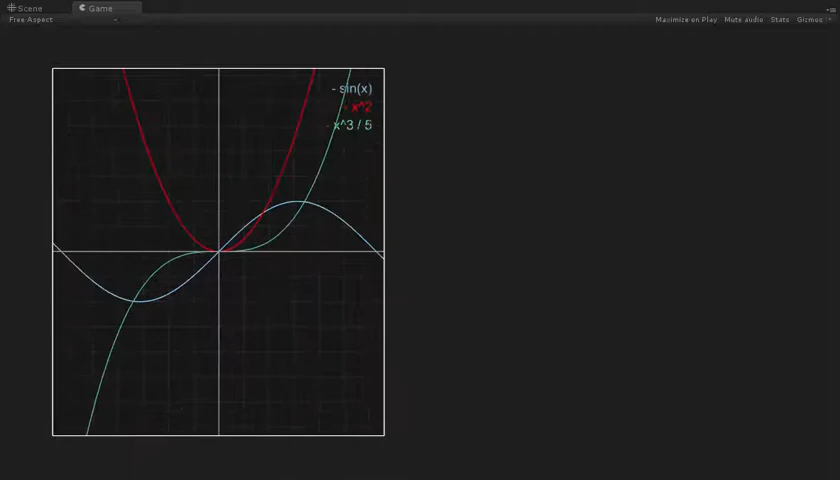 Scene
Game
Free Aspect
Maximize on Play Mute audio Stats Gizmos
- sin(x)
- x^2
- x^3 / 5